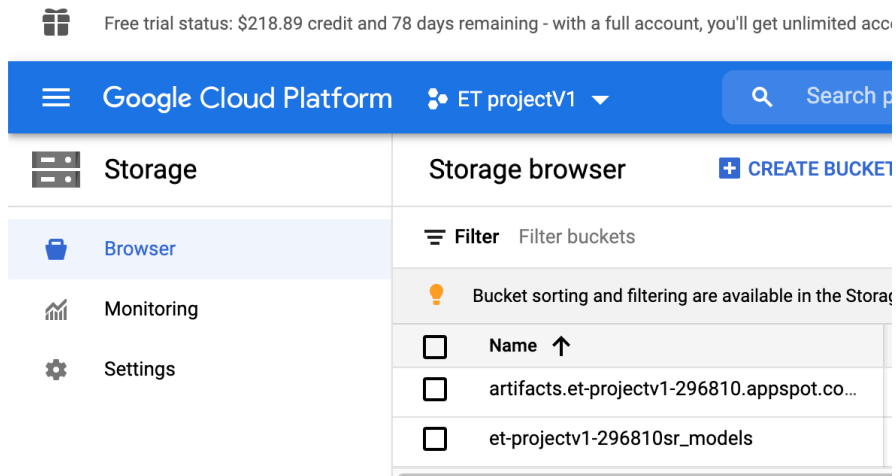 Free trial status: $218.89 credit and 78 days remaining - with a full account, you'll get unlimited
Google Cloud Platform ET projectV1 Search
Storage Storage browser CREATE BUCKET
Browser Filter Filter buckets
Bucket sorting and filtering are available in the
Monitoring Name
Settings artifacts.et-projectv1-296810.appspot.co...
et-projectv1-296810sr_models